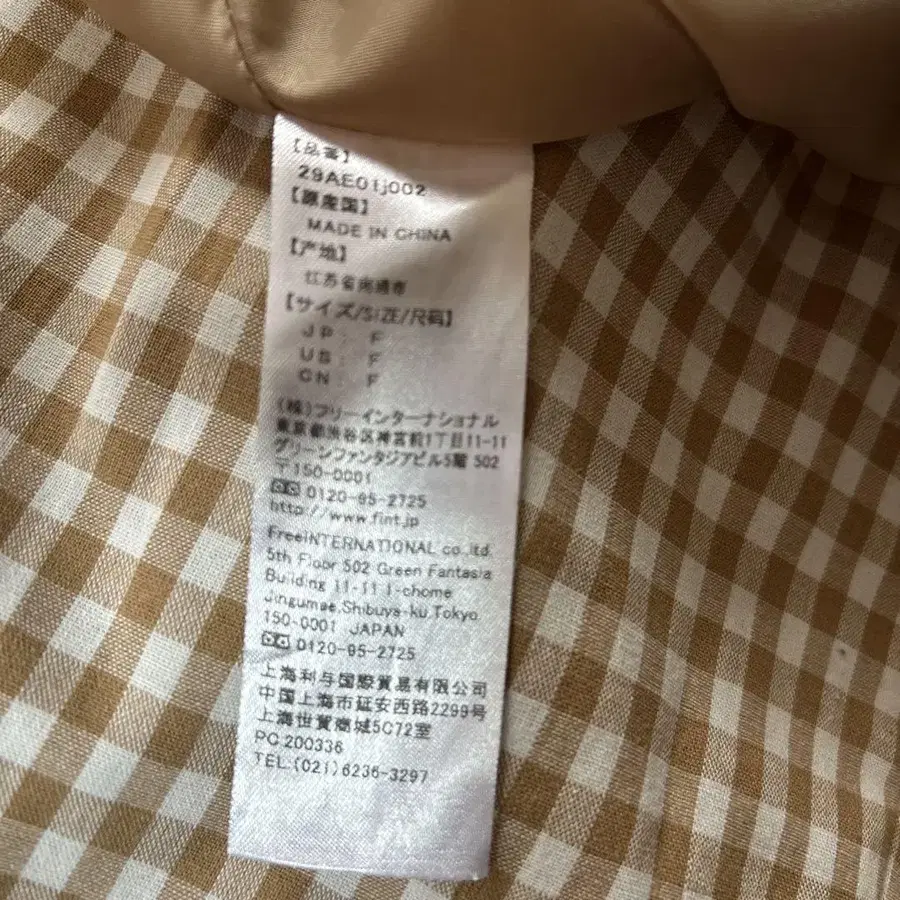 【品番】
29AE01j002
【原産国】
MADE IN CHINA
【产地】
江苏省南通市
【サイズ/SIZE/尺码】
JP: F
US: F
CN: F
(株)フリーインターナショナル
東京都渋谷区神宮前1丁目11-11
グリーンファンタジアビル5階 502
〒150-0001
0120-95-2725
http://www.fint.jp
FreeINTERNATIONAL co.,ltd.
5th Floor 502 Green Fantasia
Building 11-11 1-chome
Jingumae,Shibuya-ku,Tokyo
150-0001 JAPAN
0120-95-2725
上海利与国際貿易有限公司
中国上海市延安西路2299号
上海世貿商城5C72室
PC.200336
TEL:(021)6236-3297